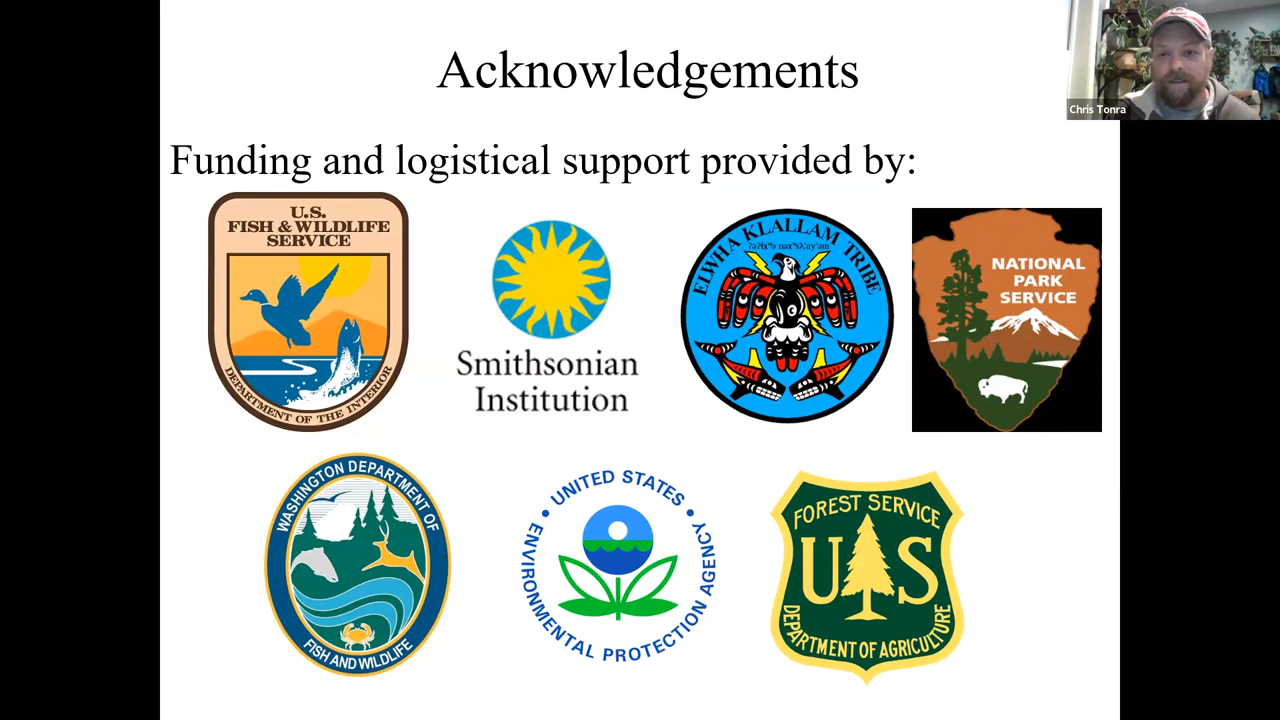 Acknowledgements
Chris Tonra
Funding and logistical support provided by:
U.S.
FISH & WILDLIFE
SERVICE
DEPARTMENT OF THE INTERIOR
Smithsonian
Institution
ELWHA KLALLAM TRIBE
NATIONAL
PARK
SERVICE
WASHINGTON DEPARTMENT OF
FISH AND WILDLIFE
UNITED STATES
ENVIRONMENTAL PROTECTION AGENCY
FOREST SERVICE
U S
DEPARTMENT OF AGRICULTURE